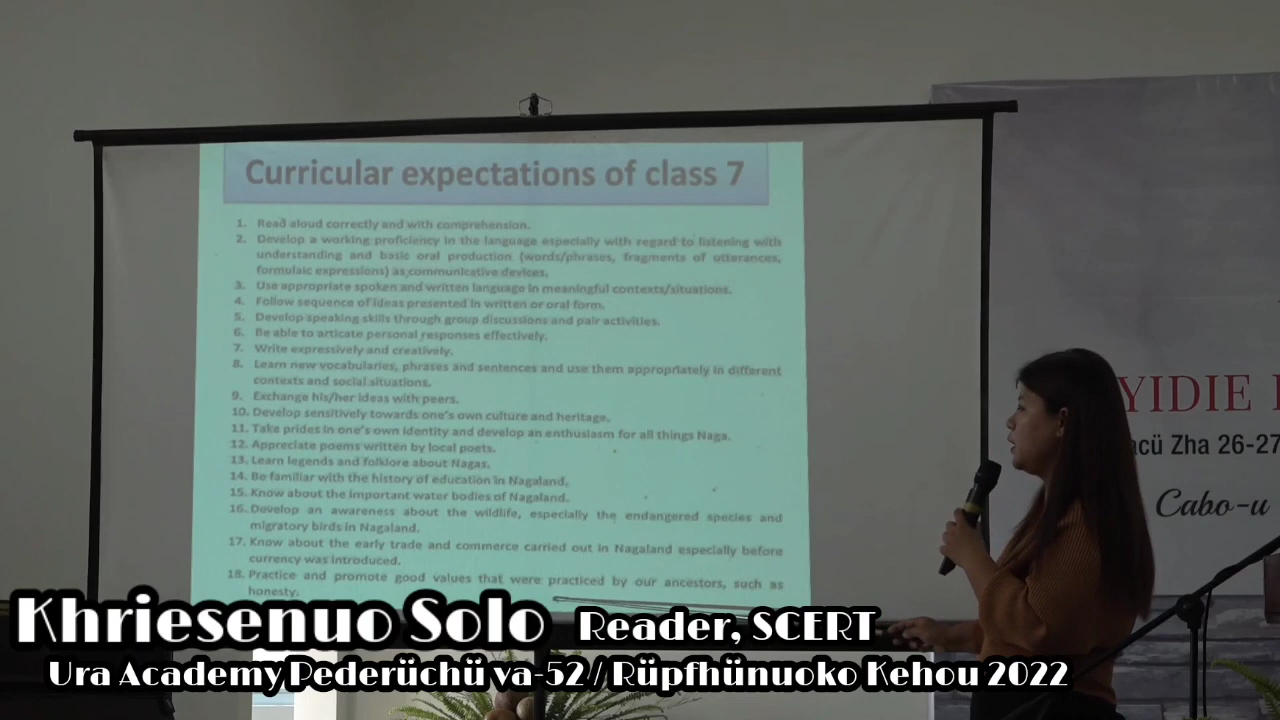 Curricular expectations of class 7
1. Read aloud correctly and with comprehension.
2. Develop a working proficiency in the language especially with regard to listening with
understanding and basic oral production (words/phrases, fragments of utterances,
formulaic expressions) as communicative devices.
3. Use appropriate spoken and written language in meaningful contexts/situations.
4. Follow sequence of ideas presented in written or oral form.
5. Develop speaking skills through group discussions and pair activities.
6. Be able to articate personal responses effectively.
7. Write expressively and creatively.
8. Learn new vocabularies, phrases and sentences and use them appropriately in different
contexts and social situations.
9. Exchange his/her ideas with peers.
10. Develop sensitively towards one's own culture and heritage.
11. Take prides in one's own identity and develop an enthusiasm for all things Naga.
12. Appreciate poems written by local poets.
13. Learn legends and folklore about Nagas.
14. Be familiar with the history of education in Nagaland.
15. Know about the important water bodies of Nagaland.
16. Develop an awareness about the wildlife, especially the endangered species and
migratory birds in Nagaland.
17. Know about the early trade and commerce carried out in Nagaland especially before
currency was introduced.
18. Practice and promote good values that were practiced by our ancestors, such as
honesty.
YIDIE
acü Zha 26-27
Cabo-u
Khriesenuo Solo Reader, SCERT
Ura Academy Pederüchü va-52 / Rüpfhünuoko Kehou 2022